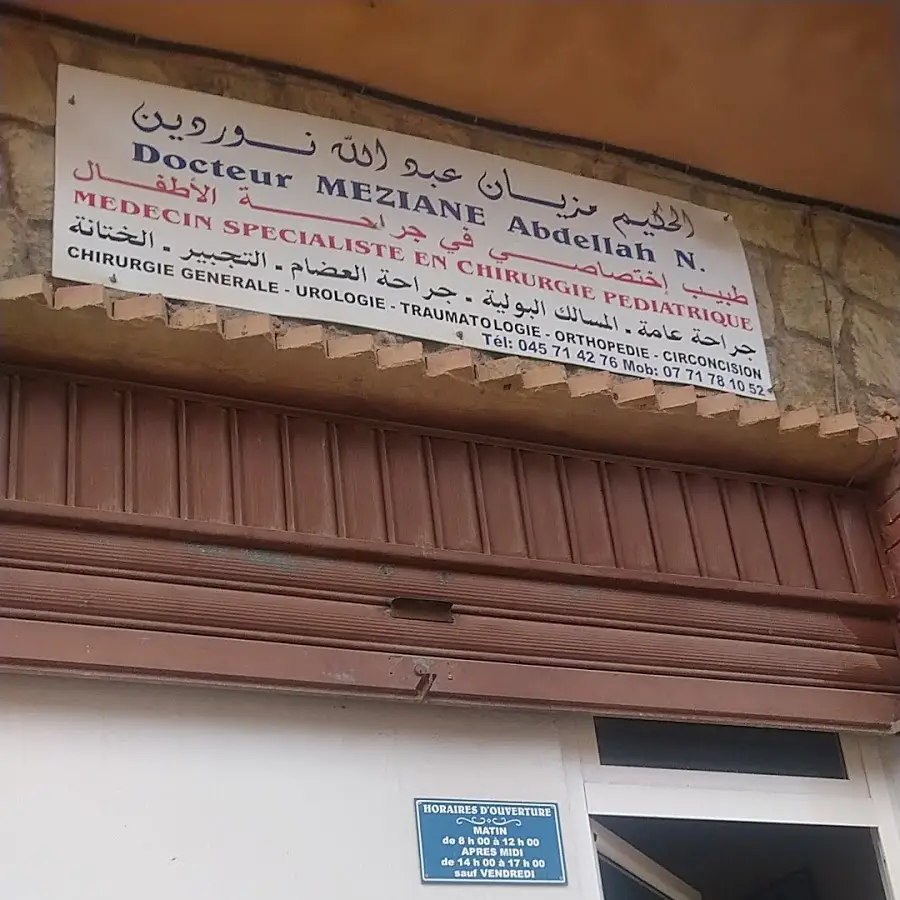 الحكيم مزيان عبد الله نوردين
Docteur MEZIANE Abdellah N.
طبيب إختصاصي في جراحة الأطفال
MEDECIN SPECIALISTE EN CHIRURGIE PEDIATRIQUE
جراحة عامة - المسالك البولية - جراحة العضام - التجبير - الختانة
CHIRURGIE GENERALE - UROLOGIE - TRAUMATOLOGIE - ORTHOPEDIE - CIRCONCISION
Tél: 045 71 42 76 Mob: 07 71 78 10 52
HORAIRES D'OUVERTURE
MATIN
de 8 h 00 à 12 h 00
APRES MIDI
de 14 h 00 à 17 h 00
sauf VENDREDI